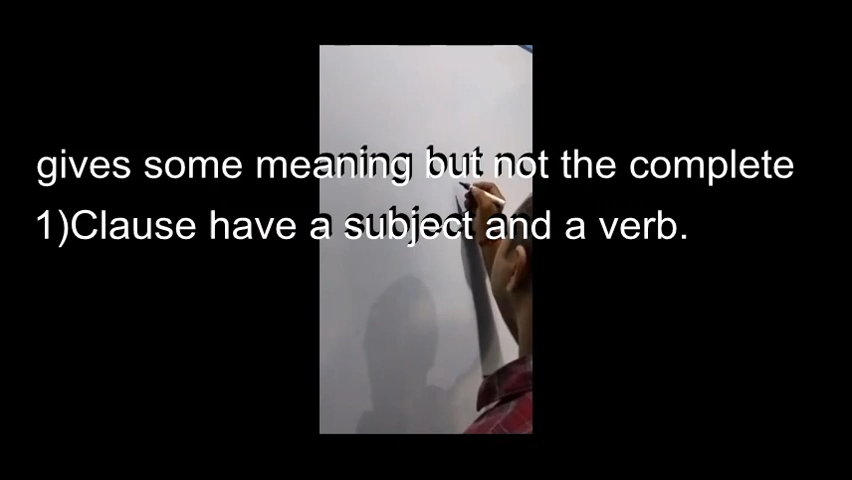 gives some meaning but not the complete
1)Clause have a subject and a verb.